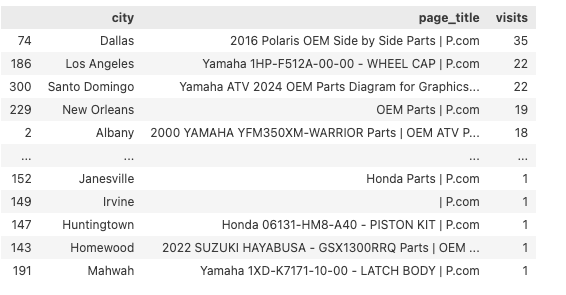 city page_title visits
74 Dallas 2016 Polaris OEM Side by Side Parts | P.com 35
186 Los Angeles Yamaha 1HP-F512A-00-00 - WHEEL CAP | P.com 22
300 Santo Domingo Yamaha ATV 2024 OEM Parts Diagram for Graphics... 22
229 New Orleans OEM Parts | P.com 19
2 Albany 2000 YAMAHA YFM350XM-WARRIOR Parts | OEM ATV P... 18
... ... ... ...
152 Janesville Honda Parts | P.com 1
149 Irvine | P.com 1
147 Huntingtown Honda 06131-HM8-A40 - PISTON KIT | P.com 1
143 Homewood 2022 SUZUKI HAYABUSA - GSX1300RRQ Parts | OEM ... 1
191 Mahwah Yamaha 1XD-K7171-10-00 - LATCH BODY | P.com 1